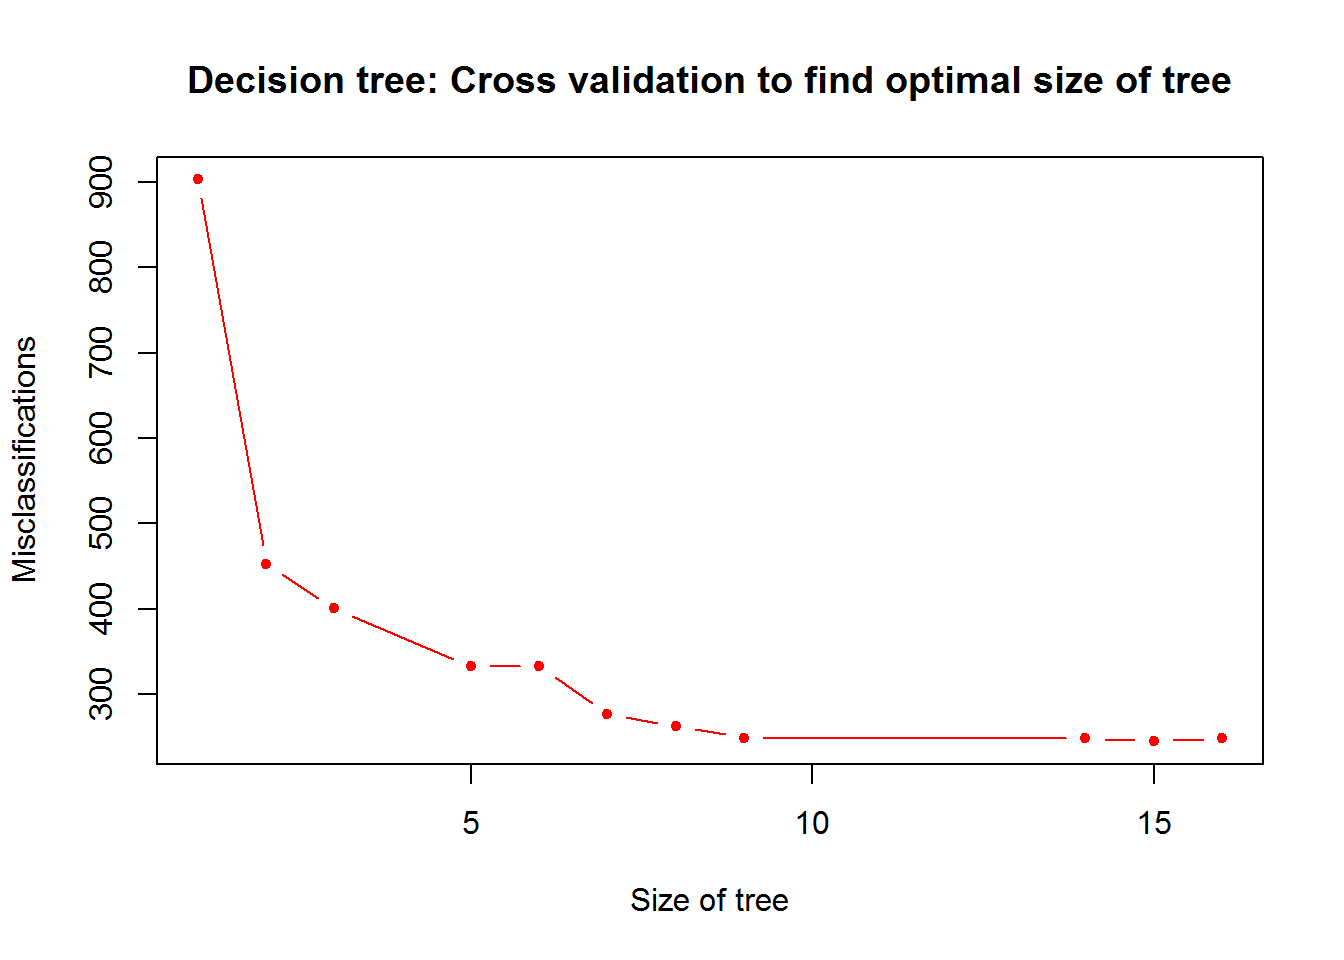 Decision tree: Cross validation to find optimal size of tree
900
800
700
600
500
400
300
Misclassifications
5 10 15
Size of tree